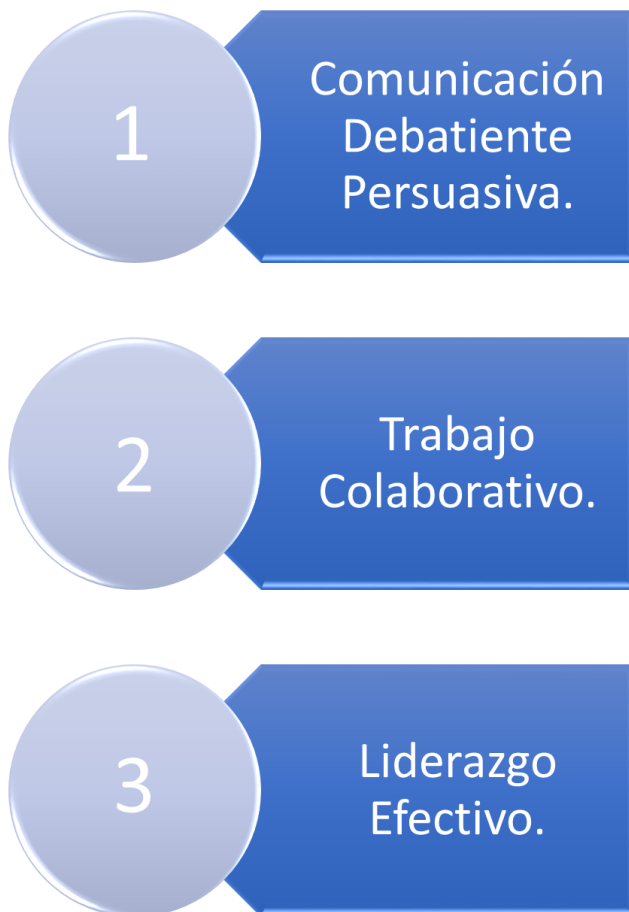 1
Comunicación
Debatiente
Persuasiva.
2
Trabajo
Colaborativo.
3
Liderazgo
Efectivo.